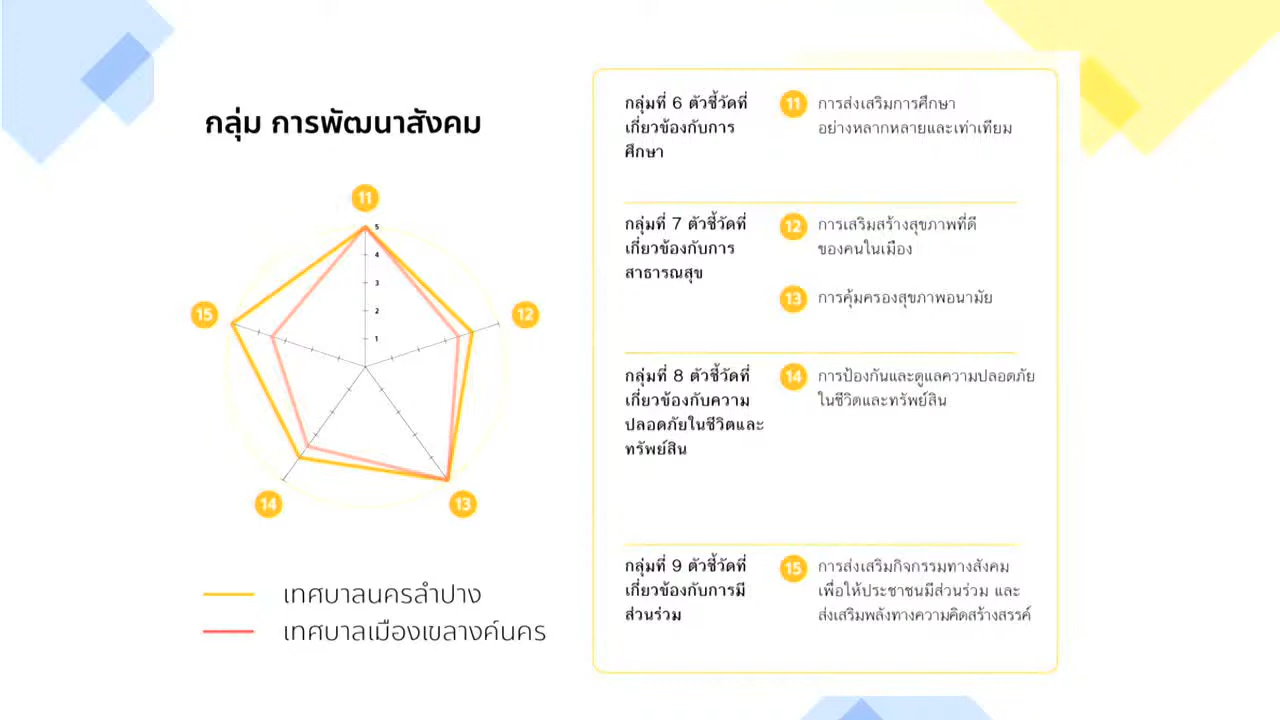 กลุ่ม การพัฒนาสังคม
11
5
4
3
2
1
15
12
14
13
เทศบาลนครลำปาง
เทศบาลเมืองเขลางค์นคร
กลุ่มที่ 6 ตัวชี้วัดที่
เกี่ยวข้องกับการ
ศึกษา
11 การส่งเสริมการศึกษา
อย่างหลากหลายและเท่าเทียม
กลุ่มที่ 7 ตัวชี้วัดที่
เกี่ยวข้องกับการ
สาธารณสุข
12 การเสริมสร้างสุขภาพที่ดี
ของคนในเมือง
13 การคุ้มครองสุขภาพอนามัย
กลุ่มที่ 8 ตัวชี้วัดที่
เกี่ยวข้องกับความ
ปลอดภัยในชีวิตและ
ทรัพย์สิน
14 การป้องกันและดูแลความปลอดภัย
ในชีวิตและทรัพย์สิน
กลุ่มที่ 9 ตัวชี้วัดที่
เกี่ยวข้องกับการมี
ส่วนร่วม
15 การส่งเสริมกิจกรรมทางสังคม
เพื่อให้ประชาชนมีส่วนร่วม และ
ส่งเสริมพลังทางความคิดสร้างสรรค์